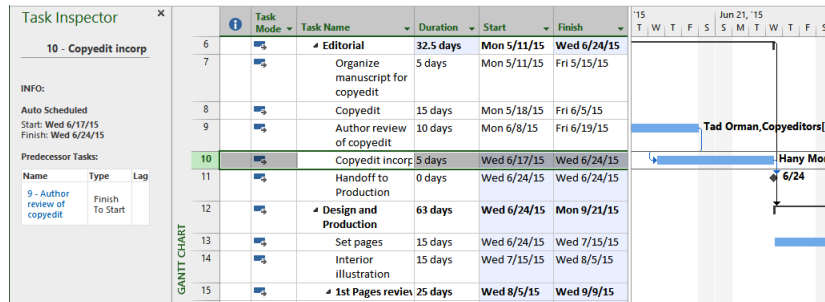 Task Inspector ×
10 - Copyedit incorp
INFO:
Auto Scheduled
Start: Wed 6/17/15
Finish: Wed 6/24/15
Predecessor Tasks:
Name Type Lag
9 - Author review of copyedit
Finish To Start
GANTT CHART
Task Mode Task Name Duration Start Finish
6 Editorial 32.5 days Mon 5/11/15 Wed 6/24/15
7 Organize manuscript for copyedit 5 days Mon 5/11/15 Fri 5/15/15
8 Copyedit 15 days Mon 5/18/15 Fri 6/5/15
9 Author review of copyedit 10 days Mon 6/8/15 Fri 6/19/15
10 Copyedit incorp 5 days Wed 6/17/15 Wed 6/24/15
11 Handoff to Production 0 days Wed 6/24/15 Wed 6/24/15
12 Design and Production 63 days Wed 6/24/15 Mon 9/21/15
13 Set pages 15 days Wed 6/24/15 Wed 7/15/15
14 Interior illustration 15 days Wed 7/15/15 Wed 8/5/15
15 1st Pages review 25 days Wed 8/5/15 Wed 9/9/15
'15 Jun 21, '15
T W T F S S M T W T F S
Tad Orman,Copyeditors[
Hany Mor
6/24